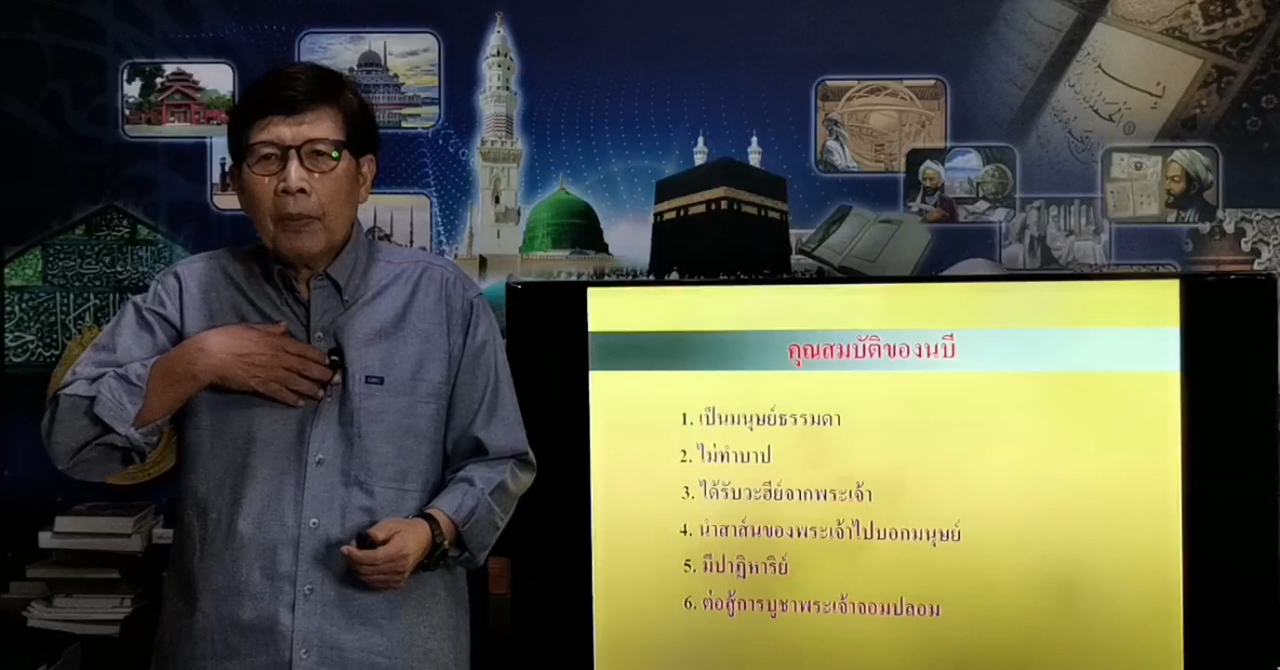 คุณสมบัติของนบี
1. เป็นมนุษย์ธรรมดา
2. ไม่ทำบาป
3. ได้รับวะฮีย์จากพระเจ้า
4. นำสาส์นของพระเจ้าไปบอกมนุษย์
5. มีปาฏิหาริย์
6. ต่อสู้การบูชาพระเจ้าจอมปลอม